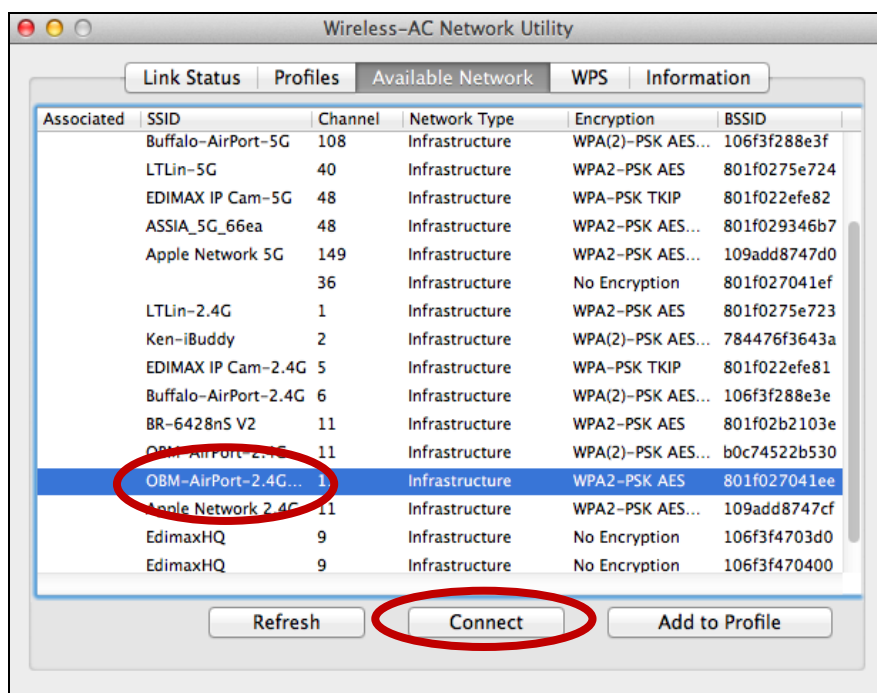 Wireless-AC Network Utility
Link Status Profiles Available Network WPS Information
Associated SSID Channel Network Type Encryption BSSID
Buffalo-AirPort-5G 108 Infrastructure WPA(2)-PSK AES... 106f3f288e3f
LTLin-5G 40 Infrastructure WPA2-PSK AES 801f0275e724
EDIMAX IP Cam-5G 48 Infrastructure WPA-PSK TKIP 801f022efe82
ASSIA_5G_66ea 48 Infrastructure WPA2-PSK AES... 801f029346b7
Apple Network 5G 149 Infrastructure WPA2-PSK AES... 109add8747d0
36 Infrastructure No Encryption 801f027041ef
LTLin-2.4G 1 Infrastructure WPA2-PSK AES 801f0275e723
Ken-iBuddy 2 Infrastructure WPA(2)-PSK AES... 784476f3643a
EDIMAX IP Cam-2.4G 5 Infrastructure WPA-PSK TKIP 801f022efe81
Buffalo-AirPort-2.4G 6 Infrastructure WPA(2)-PSK AES... 106f3f288e3e
BR-6428nS V2 11 Infrastructure WPA2-PSK AES 801f02b2103e
OBM-AirPort-2.4G 11 Infrastructure WPA(2)-PSK AES... b0c74522b530
OBM-AirPort-2.4G... Infrastructure WPA2-PSK AES 801f027041ee
Apple Network 2.4G 11 Infrastructure WPA2-PSK AES... 109add8747cf
EdimaxHQ 9 Infrastructure No Encryption 106f3f4703d0
EdimaxHQ 9 Infrastructure No Encryption 106f3f470400
Refresh Connect Add to Profile